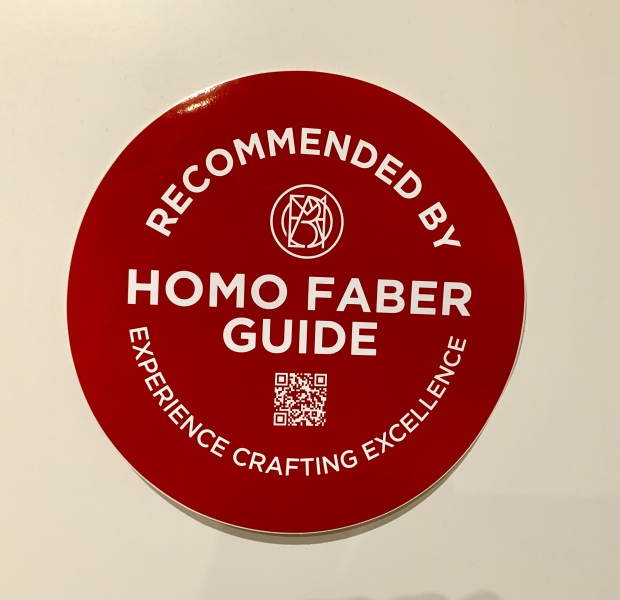 RECOMMENDED BY
HOMO FABER
GUIDE
EXPERIENCE CRAFTING EXCELLENCE